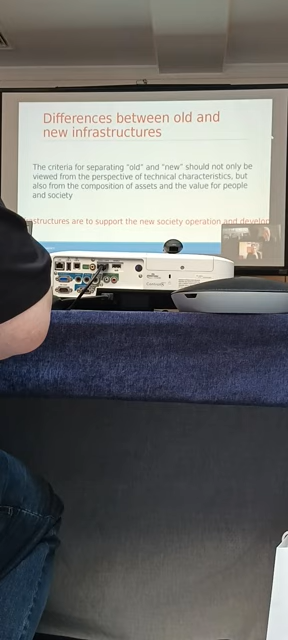 Differences between old and
new infrastructures
The criteria for separating "old" and "new" should not only be
viewed from the perspective of technical characteristics, but
also from the composition of assets and the value for people
and society
are to support the new society operation and